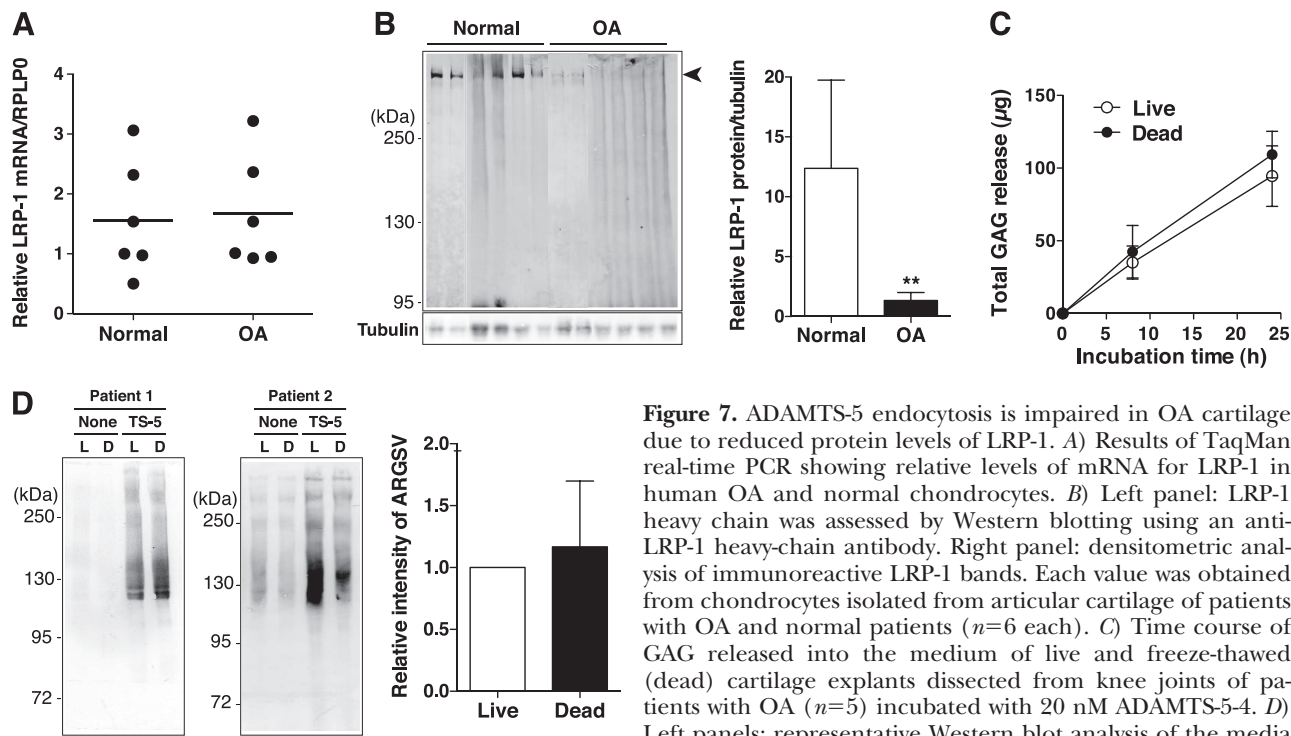 A
Relative LRP-1 mRNA/RPLP0
4
3
2
1
0
Normal
OA
B
Normal
OA
(kDa)
250
130
95
Tubulin
Relative LRP-1 protein/tubulin
20
15
10
5
0
**
Normal
OA
C
Total GAG release (µg)
150
100
50
0
Live
Dead
0 5 10 15 20 25
Incubation time (h)
D
Patient 1
None TS-5
L D L D
(kDa)
250
130
95
72
Patient 2
None TS-5
L D L D
(kDa)
250
130
95
72
Relative intensity of ARGSV
2.0
1.5
1.0
0.5
0.0
Live
Dead
Figure 7. ADAMTS-5 endocytosis is impaired in OA cartilage
due to reduced protein levels of LRP-1. A) Results of TaqMan
real-time PCR showing relative levels of mRNA for LRP-1 in
human OA and normal chondrocytes. B) Left panel: LRP-1
heavy chain was assessed by Western blotting using an anti-
LRP-1 heavy-chain antibody. Right panel: densitometric anal-
ysis of immunoreactive LRP-1 bands. Each value was obtained
from chondrocytes isolated from articular cartilage of patients
with OA and normal patients (n=6 each). C) Time course of
GAG released into the medium of live and freeze-thawed
(dead) cartilage explants dissected from knee joints of pa-
tients with OA (n=5) incubated with 20 nM ADAMTS-5-4. D)
Left panels: representative Western blot analysis of the media